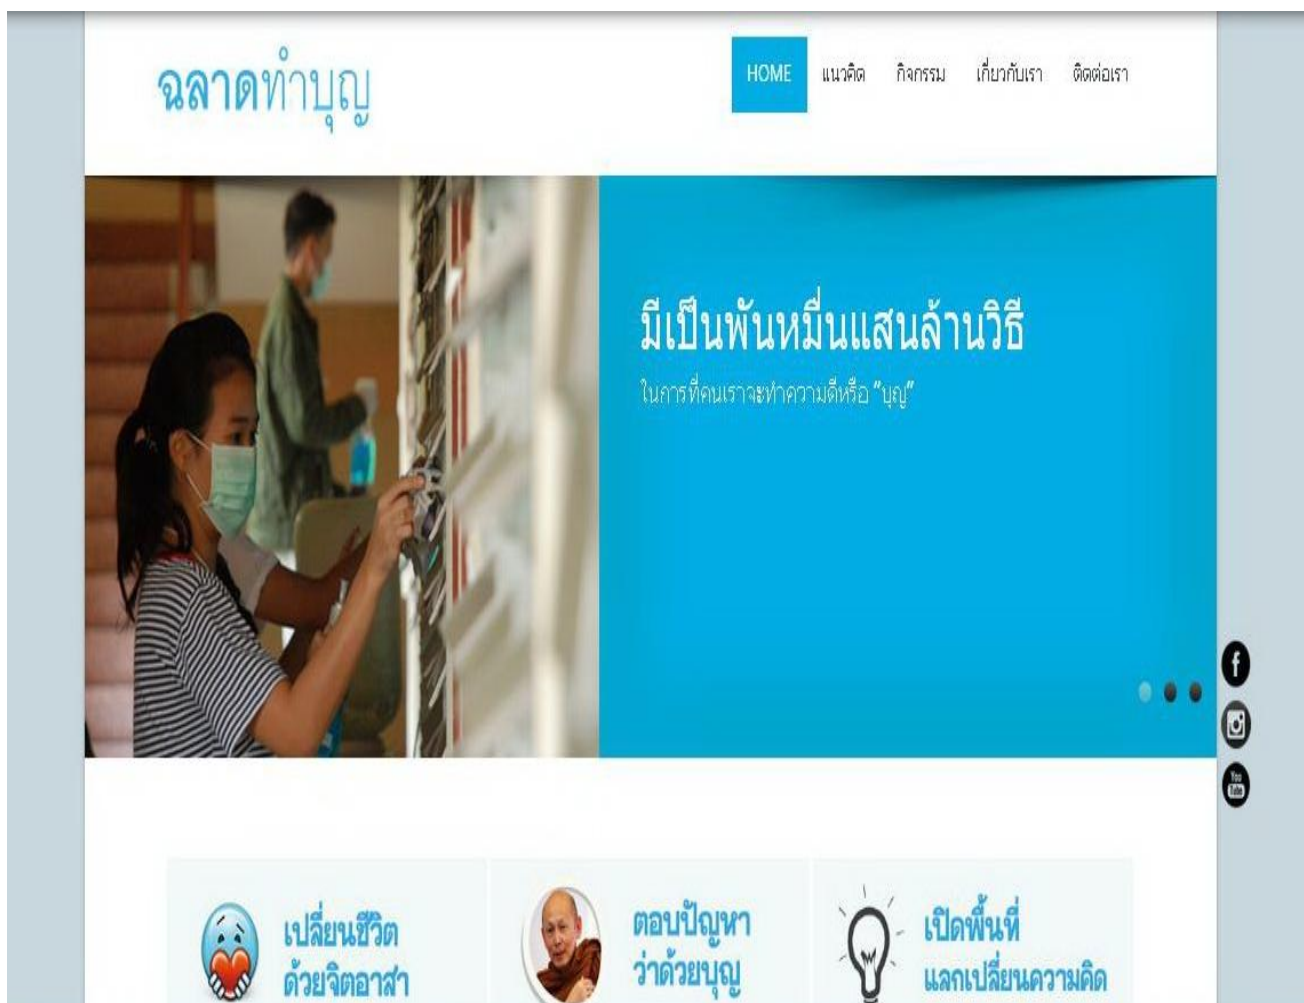 ฉลาดทำบุญ
HOME แนวคิด กิจกรรม เกี่ยวกับเรา ติดต่อเรา
มีเป็นพันหมื่นแสนล้านวิธี
ในการที่คนเราจะทำความดีหรือ “บุญ”
f
You
Tube
เปลี่ยนชีวิต
ด้วยจิตอาสา
ตอบปัญหา
ว่าด้วยบุญ
เปิดพื้นที่
แลกเปลี่ยนความคิด